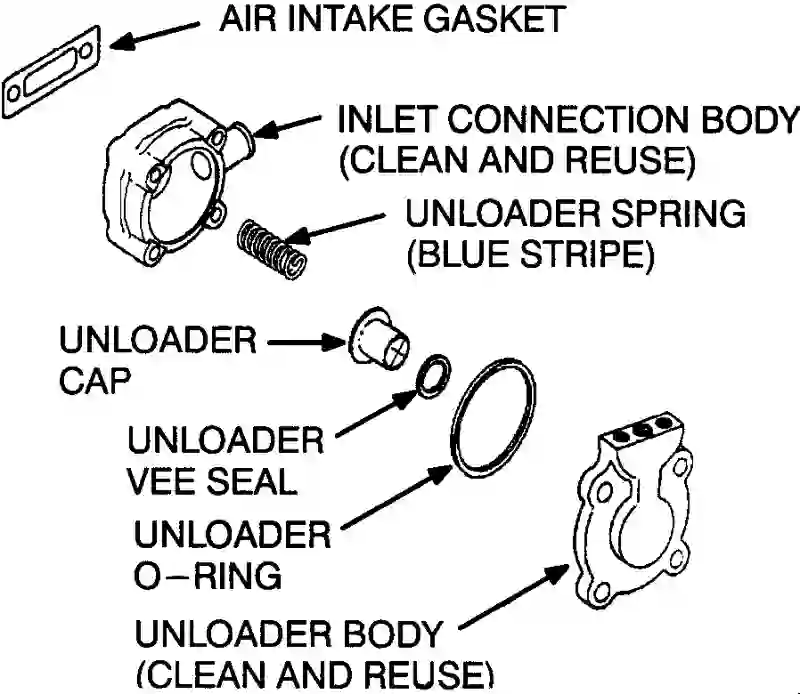 AIR INTAKE GASKET
INLET CONNECTION BODY
(CLEAN AND REUSE)
UNLOADER SPRING
(BLUE STRIPE)
UNLOADER
CAP
UNLOADER
VEE SEAL
UNLOADER
O-RING
UNLOADER BODY
(CLEAN AND REUSE)